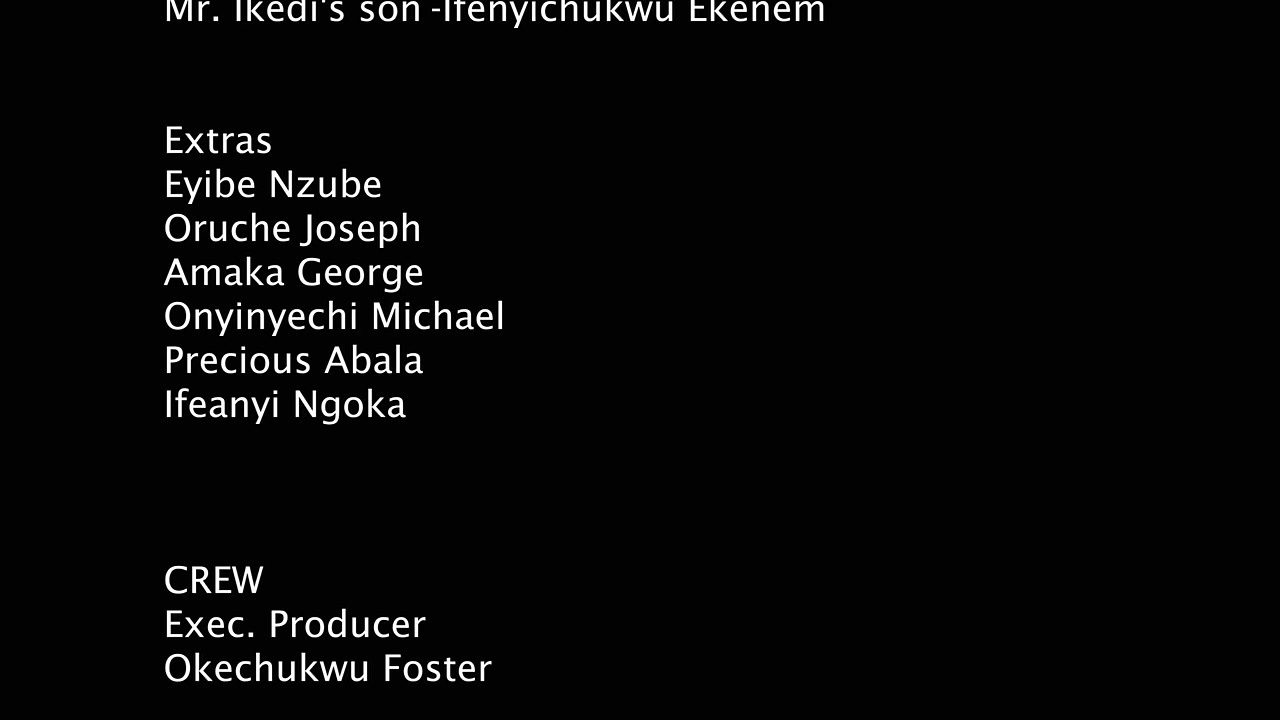 Mr. Ikedi's son -Ifenyichukwu Ekenem
Extras
Eyibe Nzube
Oruche Joseph
Amaka George
Onyinyechi Michael
Precious Abala
Ifeanyi Ngoka
CREW
Exec. Producer
Okechukwu Foster